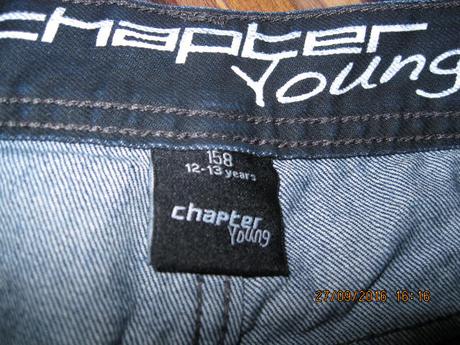 chapter
Young
158
12-13 years
chapter
Young
27/09/2016 16:16